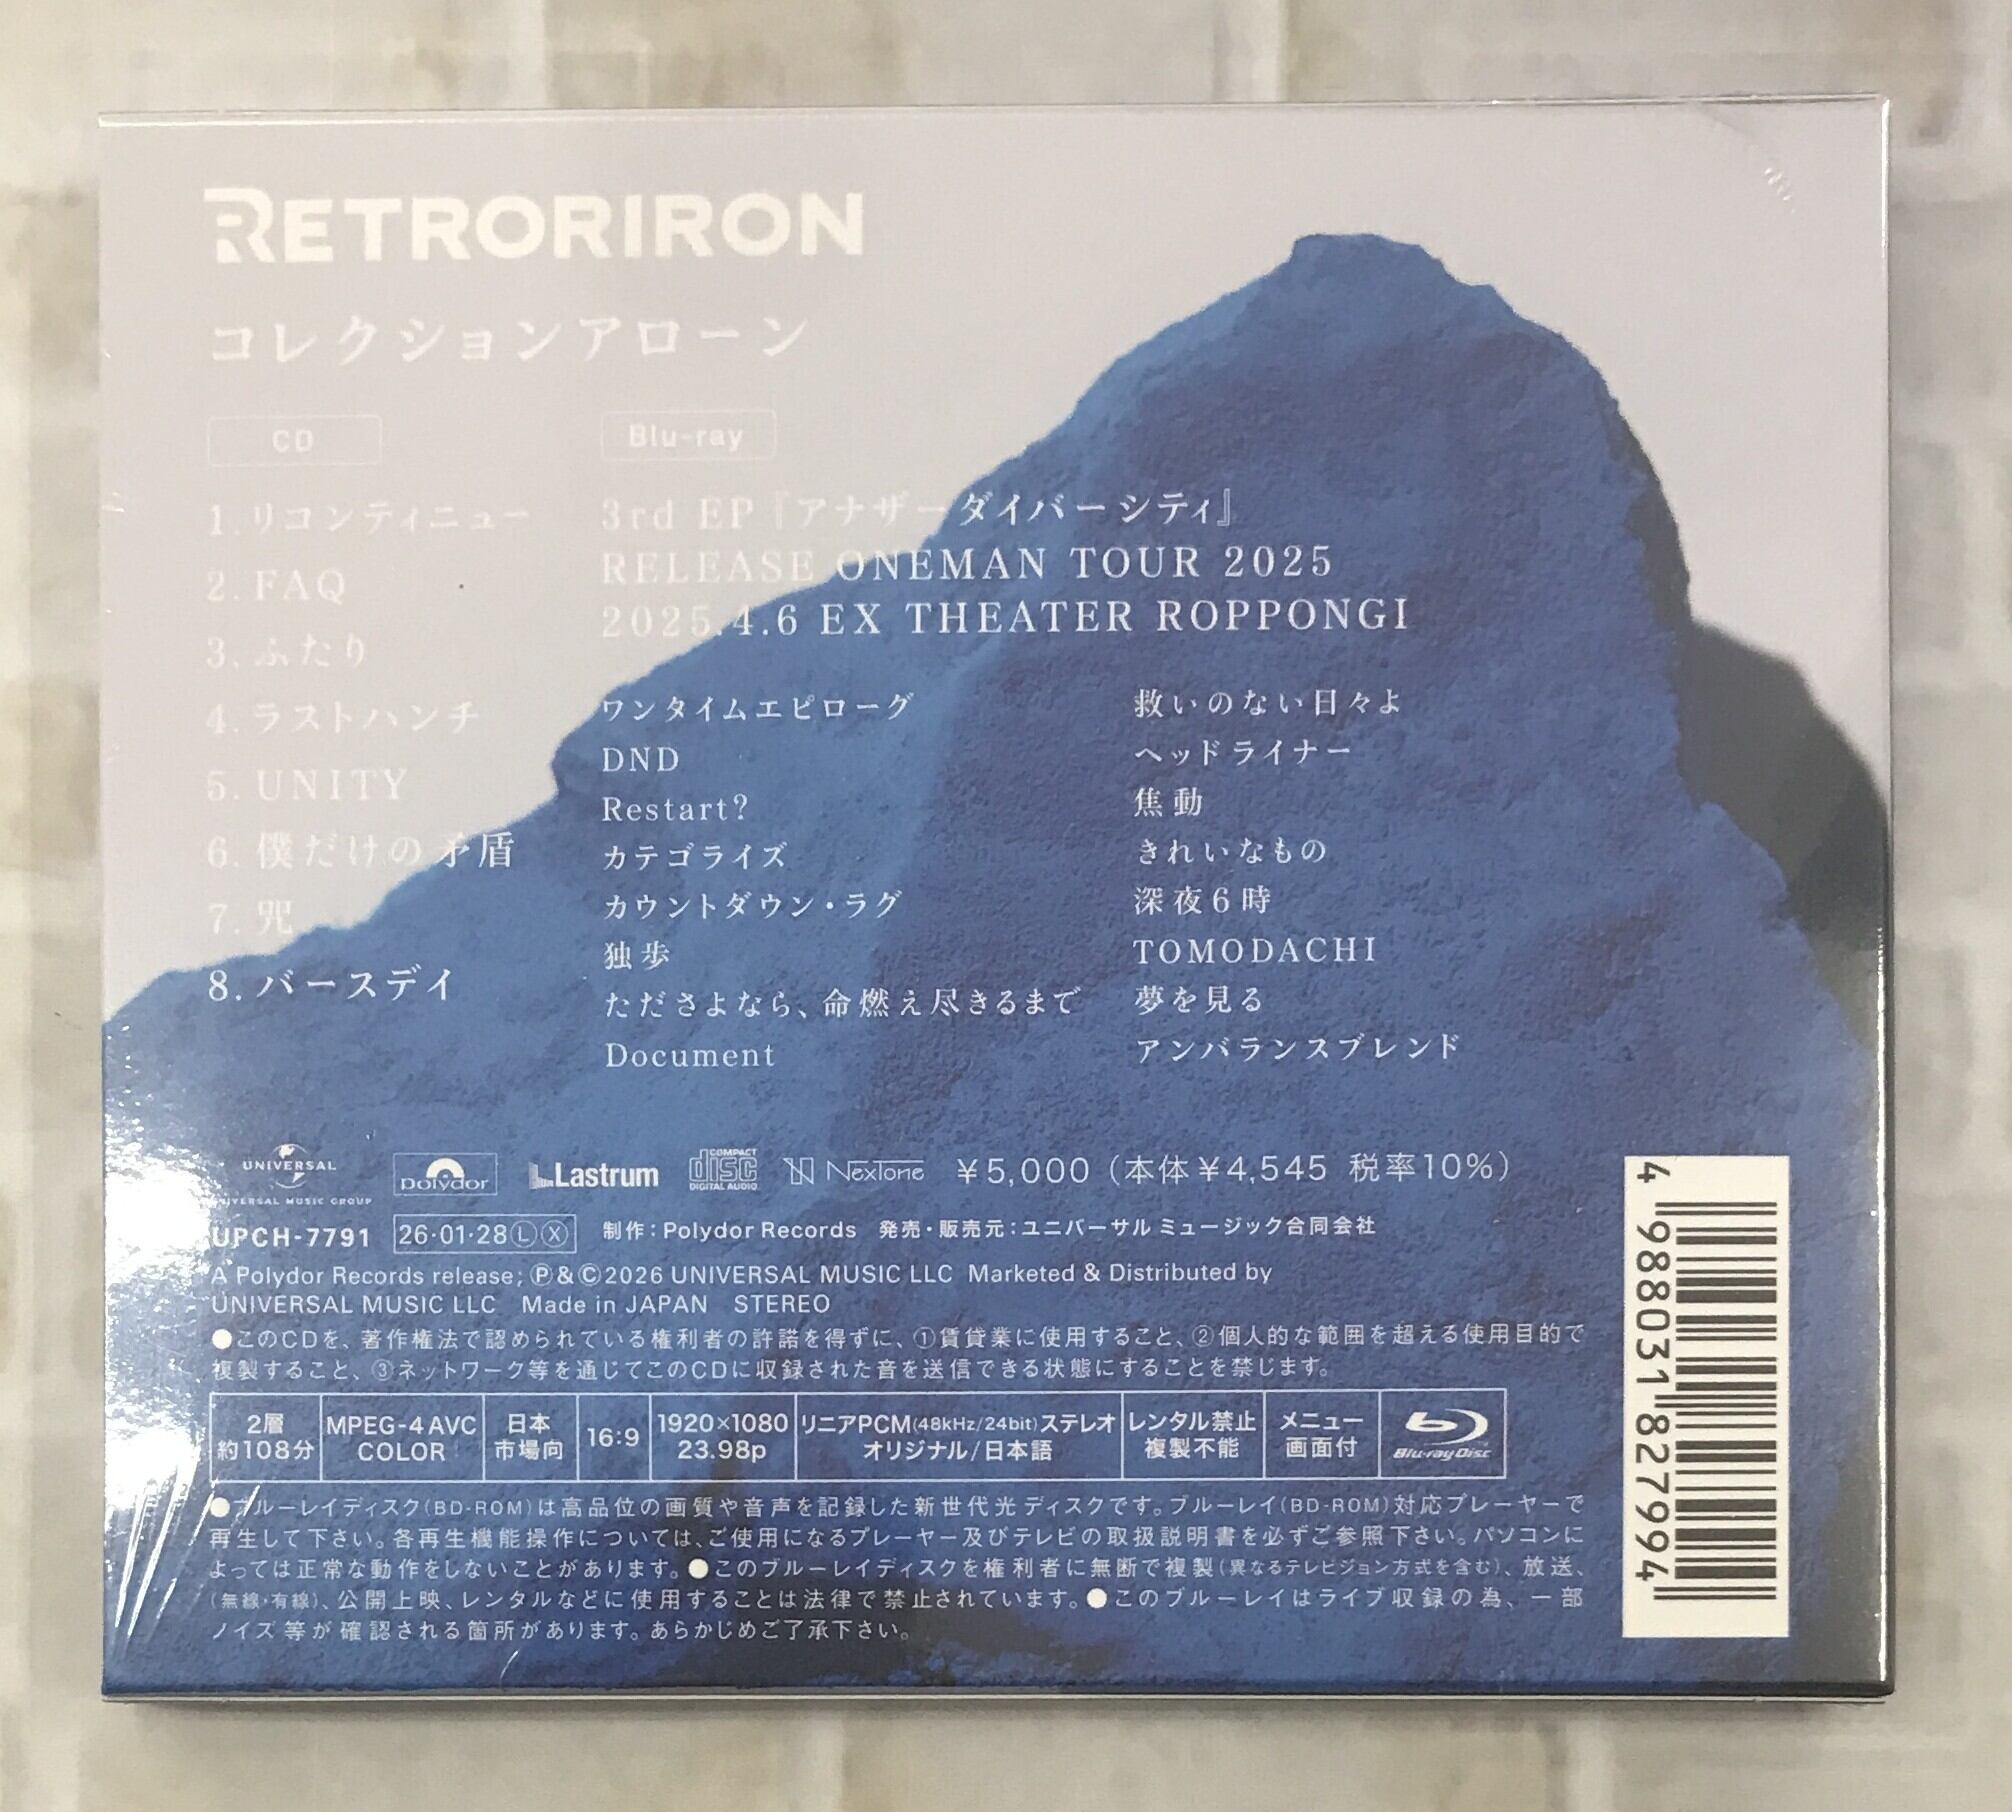 RETRORIRON
コレクションアローン
CD
1.リコンティニュー
2.FAQ
3.ふたり
4.ラストハンチ
5.UNITY
6.僕だけの矛盾
7.咒
8.バースデイ
Blu-ray
3rd EP『アナザーダイバーシティ』
RELEASE ONEMAN TOUR 2025
2025.4.6 EX THEATER ROPPONGI
ワンタイムエピローグ
DND
Restart?
カテゴライズ
カウントダウン・ラグ
独歩
たださよなら、命燃え尽きるまで
Document
救いのない日々よ
ヘッドライナー
焦動
きれいなもの
深夜6時
TOMODACHI
夢を見る
アンバランスブレンド
UNIVERSAL
UNIVERSAL MUSIC GROUP
polydor
Lastrum
COMPACT
disc
DIGITAL AUDIO
NexTone
¥5,000(本体¥4,545 税率10%)
UPCH-7791 26・01・28ⓁⓍ 制作:Polydor Records 発売・販売元:ユニバーサル ミュージック合同会社
A Polydor Records release; Ⓟ&Ⓒ2026 UNIVERSAL MUSIC LLC Marketed & Distributed by
UNIVERSAL MUSIC LLC Made in JAPAN STEREO
●このCDを、著作権法で認められている権利者の許諾を得ずに、①賃貸業に使用すること、②個人的な範囲を超える使用目的で
複製すること、③ネットワーク等を通じてこのCDに収録された音を送信できる状態にすることを禁じます。
2層
約108分
MPEG-4 AVC
COLOR
日本
市場向
16:9
1920×1080
23.98p
リニアPCM(48kHz/24bit)ステレオ
オリジナル/日本語
レンタル禁止
複製不能
メニュー
画面付
Blu-ray Disc
●ブルーレイディスク(BD-ROM)は高品位の画質や音声を記録した新世代光ディスクです。ブルーレイ(BD-ROM)対応プレーヤーで
再生して下さい。各再生機能操作については、ご使用になるプレーヤー及びテレビの取扱説明書を必ずご参照下さい。パソコンに
よっては正常な動作をしないことがあります。●このブルーレイディスクを権利者に無断で複製(異なるテレビジョン方式を含む)、放送、
(無線・有線)、公開上映、レンタルなどに使用することは法律で禁止されています。●このブルーレイはライブ収録の為、一部
ノイズ等が確認される箇所があります。あらかじめご了承下さい。
4 988031 827994